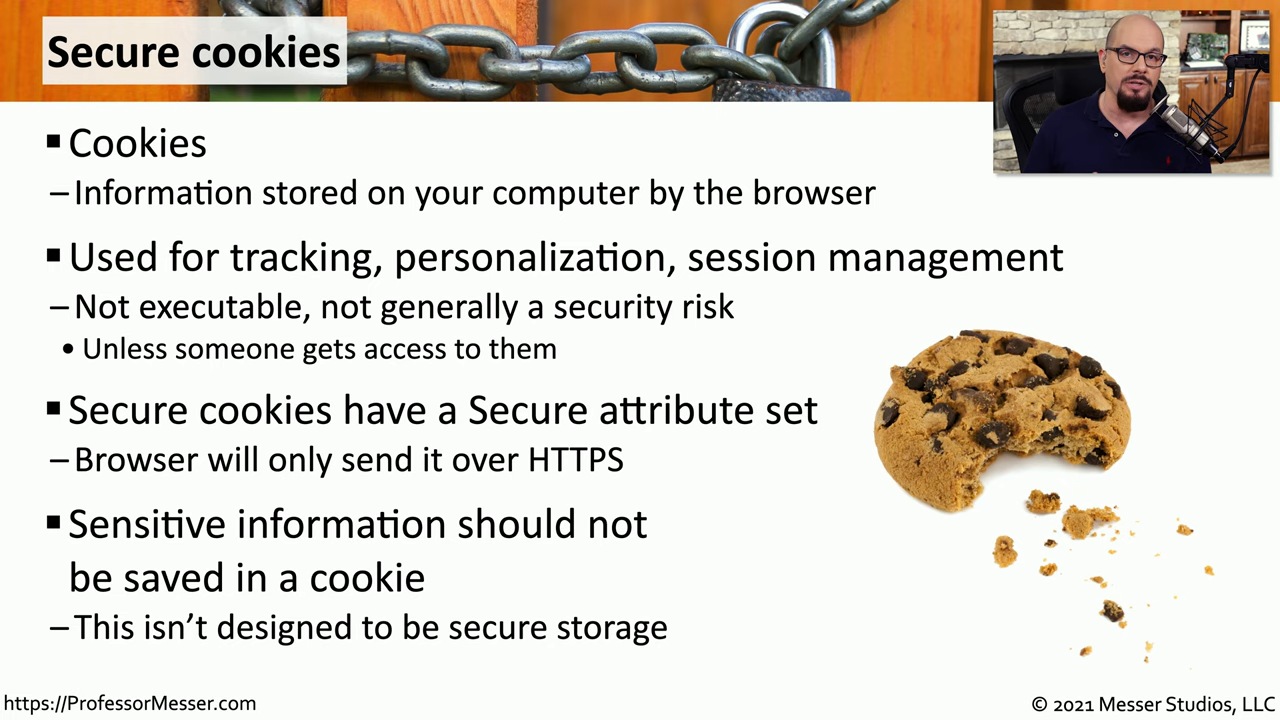 Secure cookies
▪ Cookies
– Information stored on your computer by the browser
▪ Used for tracking, personalization, session management
– Not executable, not generally a security risk
• Unless someone gets access to them
▪ Secure cookies have a Secure attribute set
– Browser will only send it over HTTPS
▪ Sensitive information should not
be saved in a cookie
– This isn’t designed to be secure storage
https://ProfessorMesser.com
© 2021 Messer Studios, LLC